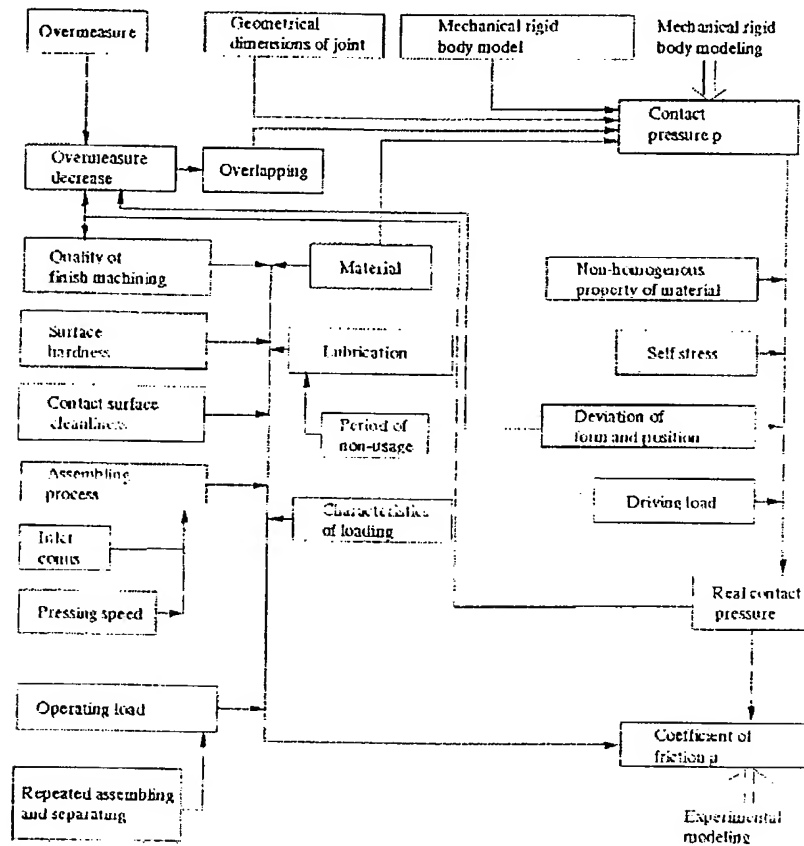 Overmeasure
Geometrical
dimensions of joint
Mechanical rigid
body model
Mechanical rigid
body modeling
Contact
pressure p
Overmeasure
decrease
Overlapping
Quality of
finish machining
Material
Non-homogenous
property of material
Surface
hardness
Lubrication
Self stress
Contact surface
cleanliness
Period of
non-usage
Deviation of
form and position
Assembling
process
Characteristics
of loading
Driving load
Inlet
conus
Pressing speed
Real contact
pressure
Operating load
Coefficient of
friction μ
Repeated assembling
and separating
Experimental
modeling